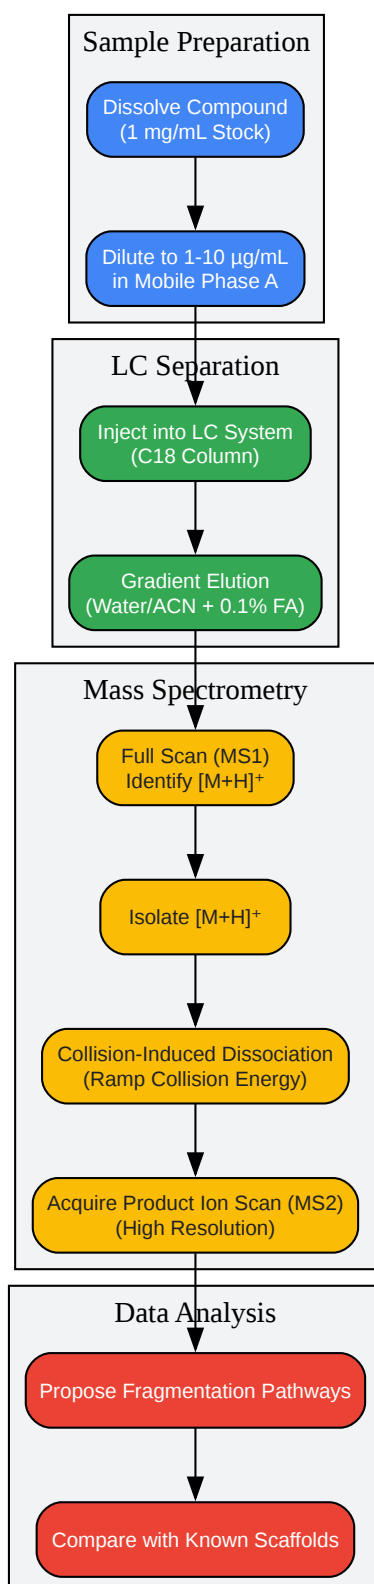 Sample Preparation
Dissolve Compound
(1 mg/mL Stock)
Dilute to 1-10 µg/mL
in Mobile Phase A
LC Separation
Inject into LC System
(C18 Column)
Gradient Elution
(Water/ACN + 0.1% FA)
Mass Spectrometry
Full Scan (MS1)
Identify [M+H]⁺
Isolate [M+H]⁺
Collision-Induced Dissociation
(Ramp Collision Energy)
Acquire Product Ion Scan (MS2)
(High Resolution)
Data Analysis
Propose Fragmentation Pathways
Compare with Known Scaffolds